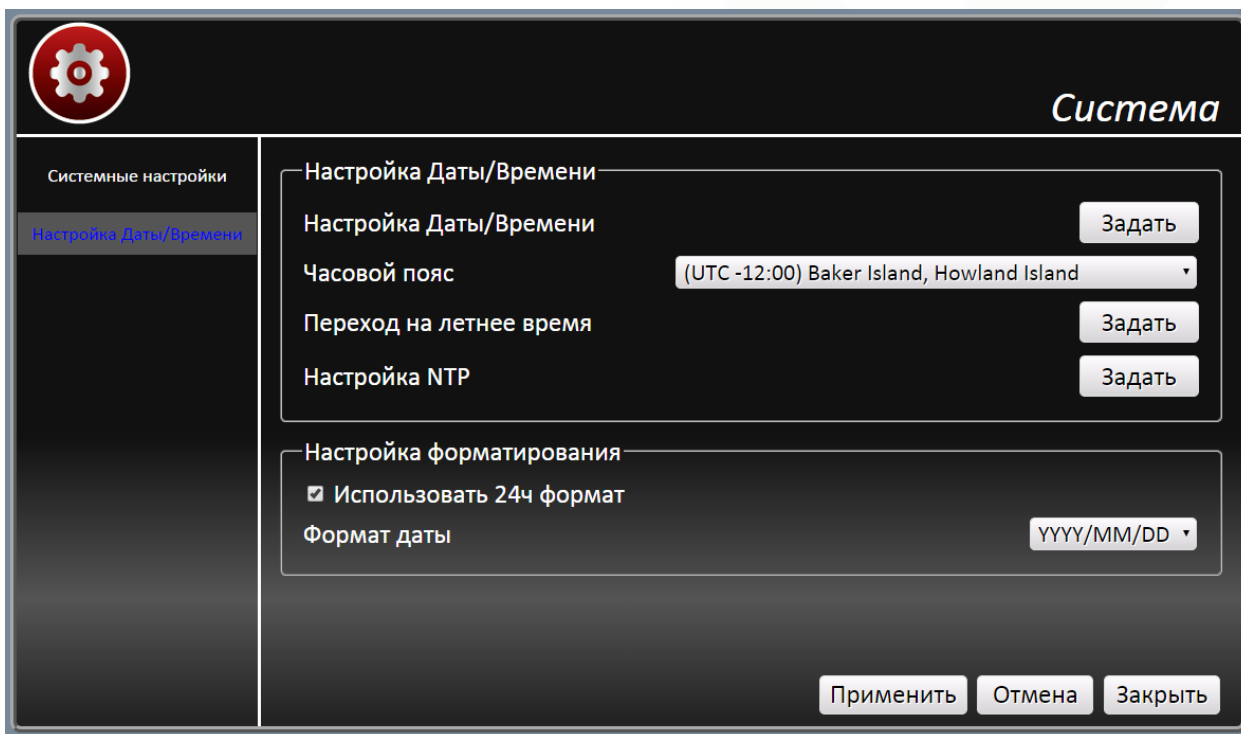 Система
Системные настройки
Настройка Даты/Времени
Настройка Даты/Времени
Настройка Даты/Времени Задать
Часовой пояс (UTC -12:00) Baker Island, Howland Island
Переход на летнее время Задать
Настройка NTP Задать
Настройка форматирования
Использовать 24ч формат
Формат даты YYYY/MM/DD
Применить Отмена Закрыть